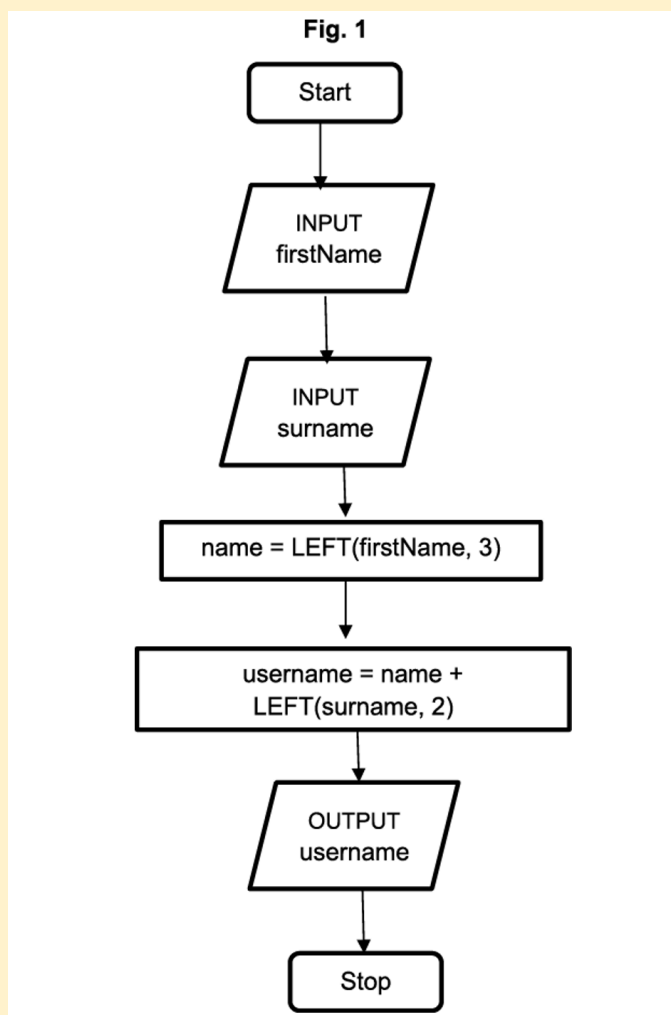 Fig. 1
Start
INPUT
firstName
INPUT
surname
name = LEFT(firstName, 3)
username = name +
LEFT(surname, 2)
OUTPUT
username
Stop